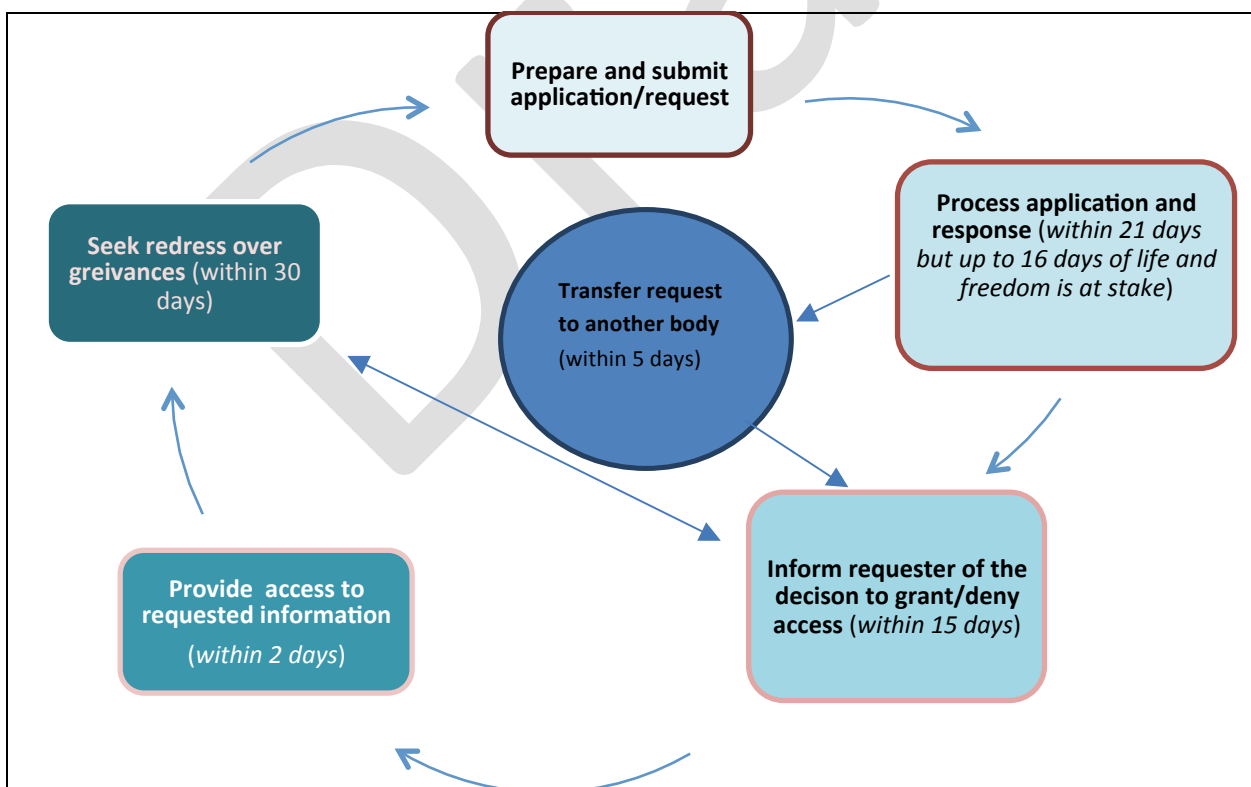 Prepare and submit
application/request
Process application and
response (within 21 days
but up to 16 days of life and
freedom is at stake)
Seek redress over
greivances (within 30
days)
Transfer request
to another body
(within 5 days)
Inform requester of the
decison to grant/deny
access (within 15 days)
Provide  access to
requested information
(within 2 days)